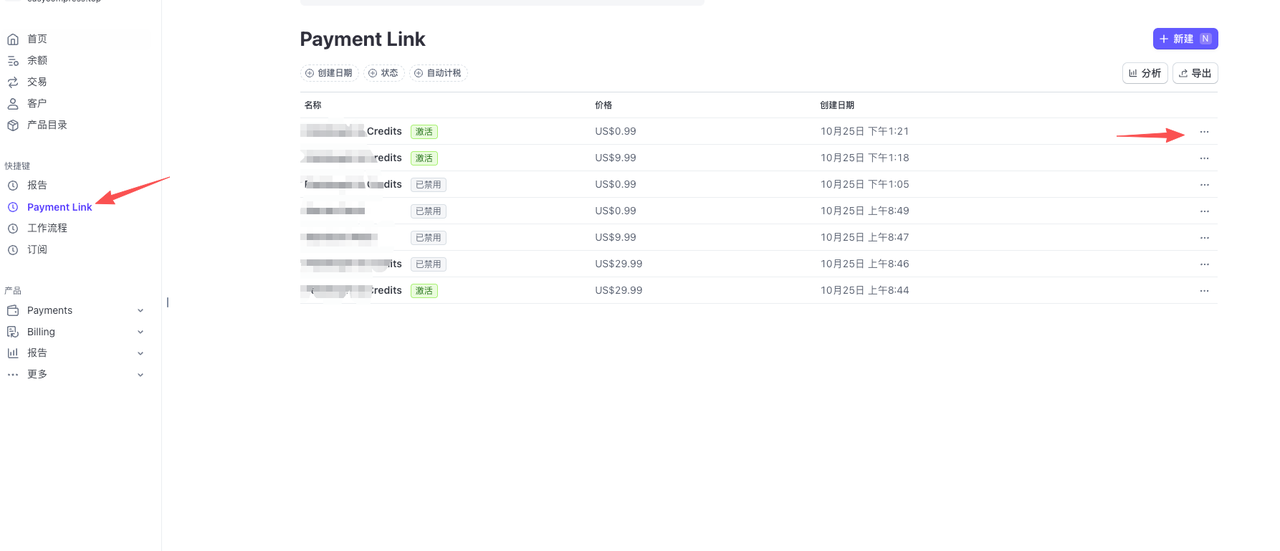 首页
余额
交易
客户
产品目录
快捷键
报告
Payment Link
工作流程
订阅
产品
Payments
Billing
报告
更多
Payment Link
新建 N
创建日期 状态 自动计税
分析 导出
名称 价格 创建日期
Credits 激活 US$0.99 10月25日 下午1:21
redits 激活 US$9.99 10月25日 下午1:18
已禁用 US$0.99 10月25日 下午1:05
已禁用 US$0.99 10月25日 上午8:49
已禁用 US$9.99 10月25日 上午8:47
its 已禁用 US$29.99 10月25日 上午8:46
Credits 激活 US$29.99 10月25日 上午8:44